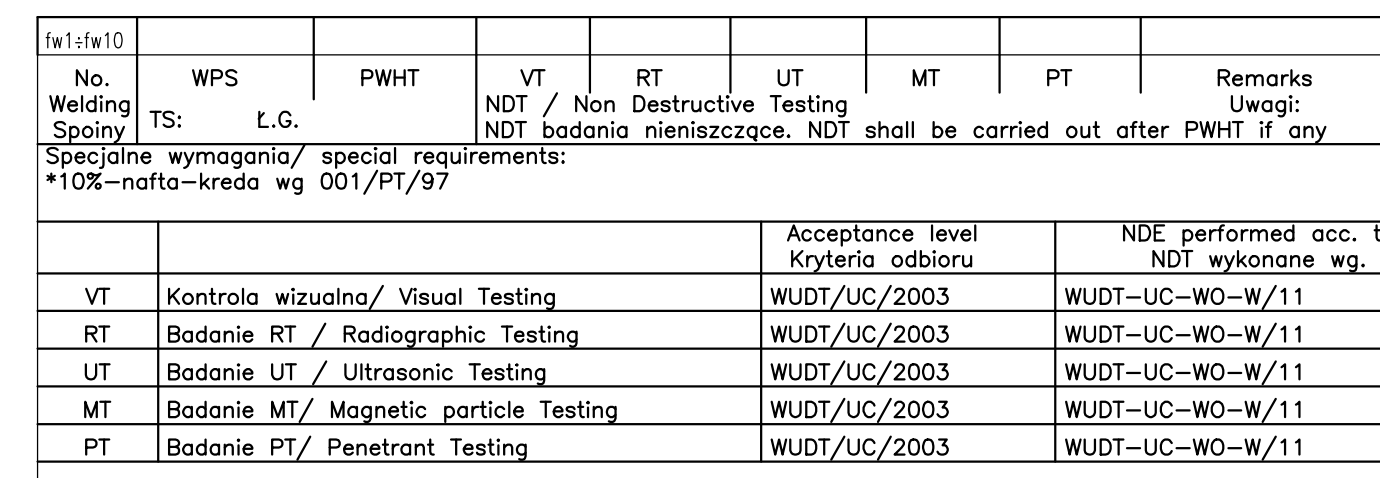 fw1÷fw10
No. Welding Spoiny WPS PWHT VT RT UT MT PT Remarks
Uwagi:
TS: Ł.G.
NDT / Non Destructive Testing
NDT badania nieniszczące. NDT shall be carried out after PWHT if any
Specjalne wymagania/ special requirements:
*10%-nafta-kreda wg 001/PT/97
Acceptance level NDE performed acc.
Kryteria odbioru NDT wykonane wg.
VT Kontrola wizualna/ Visual Testing WUDT/UC/2003 WUDT-UC-WO-W/11
RT Badanie RT / Radiographic Testing WUDT/UC/2003 WUDT-UC-WO-W/11
UT Badanie UT / Ultrasonic Testing WUDT/UC/2003 WUDT-UC-WO-W/11
MT Badanie MT/ Magnetic particle Testing WUDT/UC/2003 WUDT-UC-WO-W/11
PT Badanie PT/ Penetrant Testing WUDT/UC/2003 WUDT-UC-WO-W/11